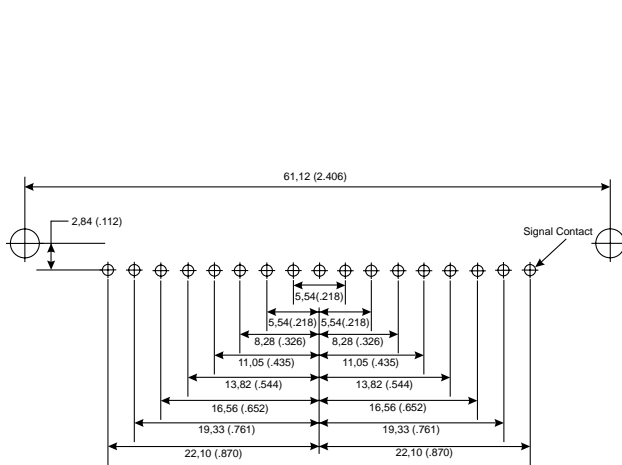 61,12 (2.406)
2,84 (.112)
Signal Contact
5,54(.218)
5,54(.218) 5,54(.218)
8,28 (.326) 8,28 (.326)
11,05 (.435) 11,05 (.435)
13,82 (.544) 13,82 (.544)
16,56 (.652) 16,56 (.652)
19,33 (.761) 19,33 (.761)
22,10 (.870) 22,10 (.870)